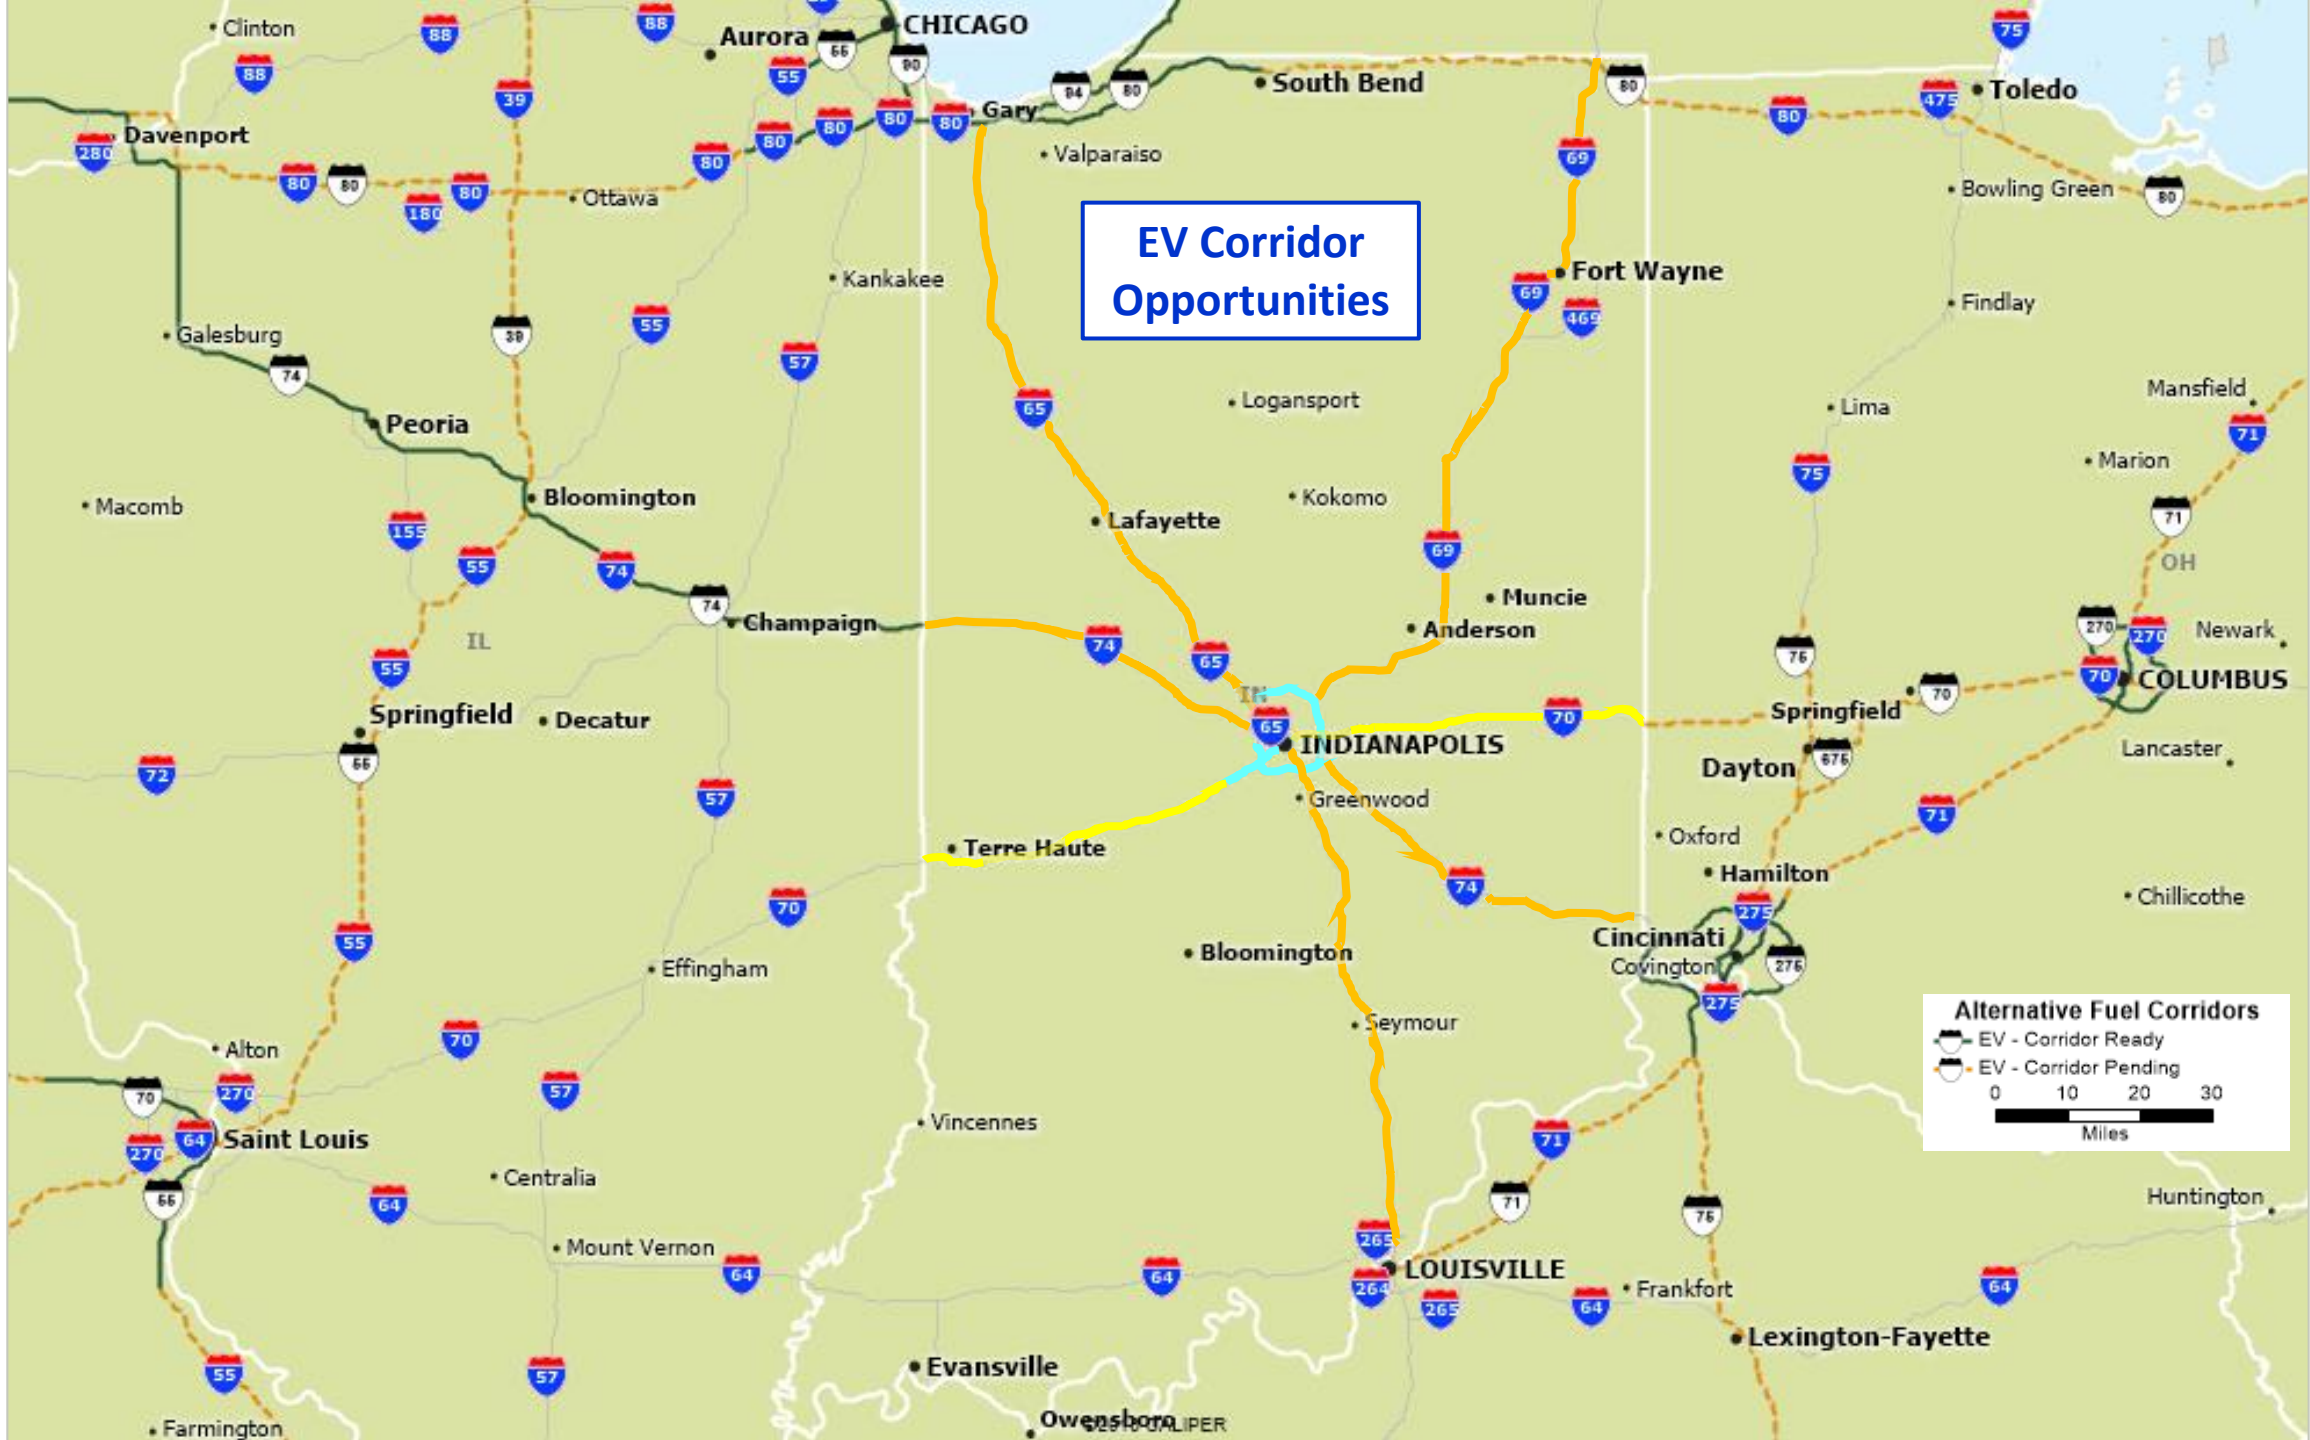 Clinton
88
88
39
88
Aurora
55
66
CHICAGO
90
94
80
South Bend
80
75
475
Toledo
80
Davenport
280
80
80
180
80
Ottawa
80
80
80
80
80
Gary
Valparaiso
69
Bowling Green
80
EV Corridor
Opportunities
Kankakee
69
Fort Wayne
469
Findlay
Galesburg
74
39
55
57
65
Logansport
Lima
Mansfield
71
Peoria
Marion
75
Macomb
155
Bloomington
55
74
Lafayette
Kokomo
69
71
OH
74
Champaign
Muncie
Anderson
270
270
Newark
IL
55
74
65
IN
75
70
COLUMBUS
Springfield
Decatur
65
INDIANAPOLIS
70
Springfield
70
72
55
57
Greenwood
Dayton
675
Lancaster
Terre Haute
Oxford
71
Hamilton
74
70
275
Chillicothe
55
Effingham
Bloomington
Cincinnati
Covington
275
275
Alternative Fuel Corridors
EV - Corridor Ready
EV - Corridor Pending
0 10 20 30
Miles
Seymour
Alton
70
70
270
57
64
270
Saint Louis
Vincennes
71
55
Centralia
64
71
75
Huntington
Mount Vernon
64
64
265
LOUISVILLE
264
265
64
Frankfort
64
Lexington-Fayette
55
57
Evansville
Farmington
Owensboro
CALIPER